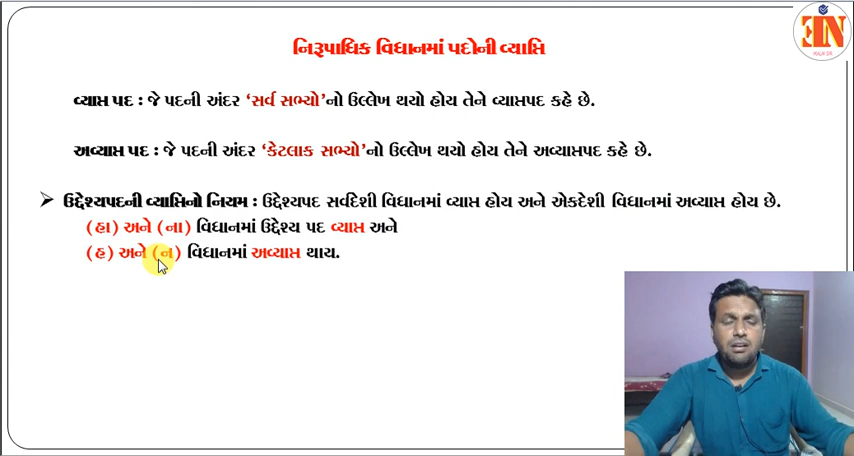 નિરૂપાધિક વિધાનમાં પદોની વ્યાપ્તિ
વ્યાપ્ત પદ : જે પદની અંદર ‘સર્વ સભ્યો’નો ઉલ્લેખ થયો હોય તેને વ્યાપ્તપદ કહે છે.
અવ્યાપ્ત પદ : જે પદની અંદર ‘કેટલાક સભ્યો’નો ઉલ્લેખ થયો હોય તેને અવ્યાપ્તપદ કહે છે.
➤ ઉદ્દેશ્યપદની વ્યાપ્તિનો નિયમ : ઉદ્દેશ્યપદ સર્વદેશી વિધાનમાં વ્યાપ્ત હોય અને એકદેશી વિધાનમાં અવ્યાપ્ત હોય છે.
(હા) અને (ના) વિધાનમાં ઉદ્દેશ્ય પદ વ્યાપ્ત અને
(હ) અને (ન) વિધાનમાં અવ્યાપ્ત થાય.